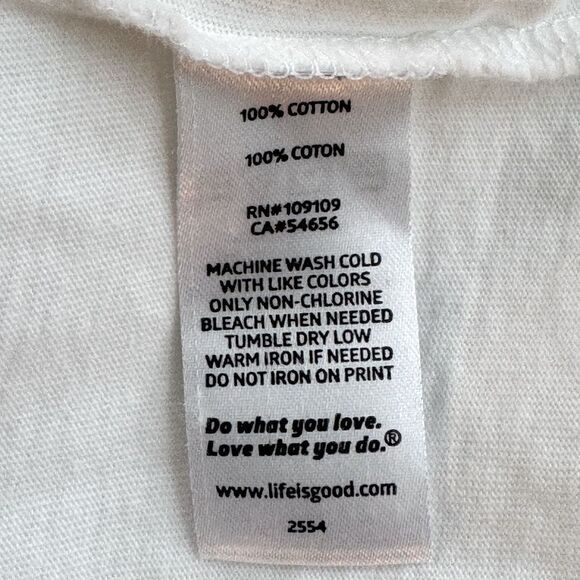 100% COTTON
100% COTON
RN#109109
CA#54656
MACHINE WASH COLD
WITH LIKE COLORS
ONLY NON-CHLORINE
BLEACH WHEN NEEDED
TUMBLE DRY LOW
WARM IRON IF NEEDED
DO NOT IRON ON PRINT
Do what you love.
Love what you do.®
www.lifeisgood.com
2554